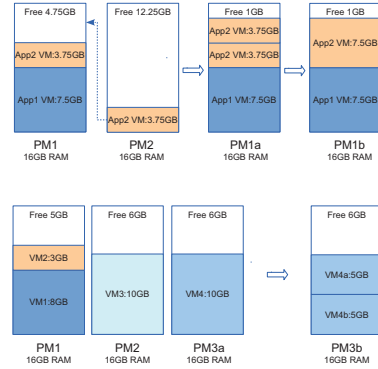 Free 4.75GB
App2 VM:3.75GB
App1 VM:7.5GB
PM1
16GB RAM
Free 12.25GB
App2 VM:3.75GB
PM2
16GB RAM
Free 1GB
App2 VM:3.75GB
App2 VM:3.75GB
App1 VM:7.5GB
PM1a
16GB RAM
Free 1GB
App2 VM:7.5GB
App1 VM:7.5GB
PM1b
16GB RAM
Free 5GB
VM2:3GB
VM1:8GB
PM1
16GB RAM
Free 6GB
VM3:10GB
PM2
16GB RAM
Free 6GB
VM4:10GB
PM3a
16GB RAM
Free 6GB
VM4a:5GB
VM4b:5GB
PM3b
16GB RAM